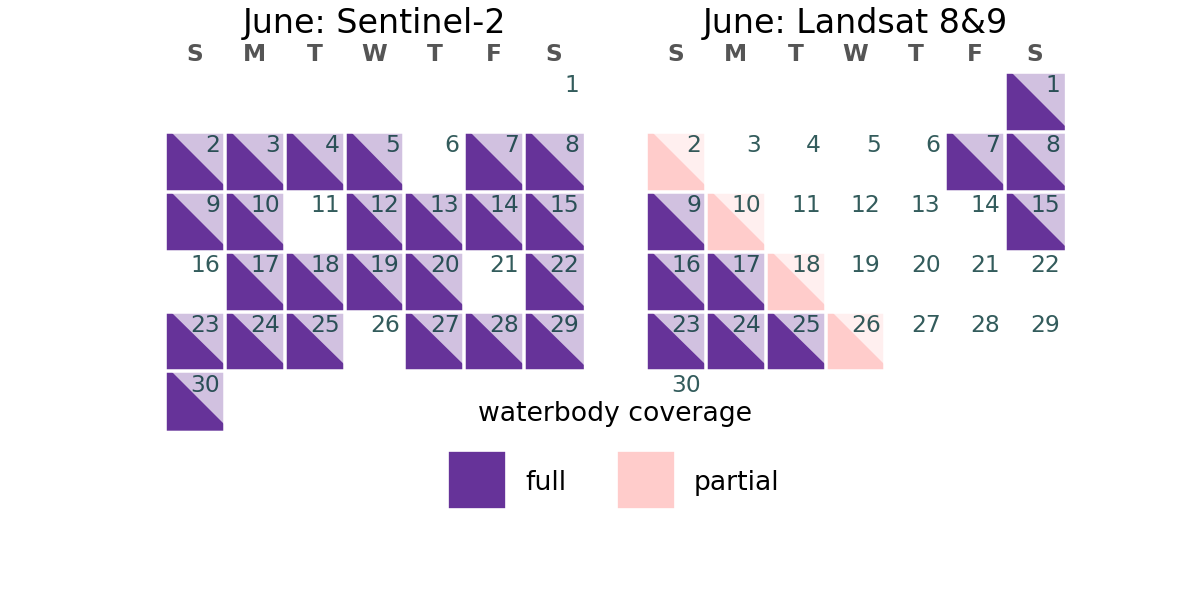 June: Sentinel-2
S M T W T F S
1
2 3 4 5 6 7 8
9 10 11 12 13 14 15
16 17 18 19 20 21 22
23 24 25 26 27 28 29
30
June: Landsat 8&9
S M T W T F S
1
2 3 4 5 6 7 8
9 10 11 12 13 14 15
16 17 18 19 20 21 22
23 24 25 26 27 28 29
30
waterbody coverage
full partial